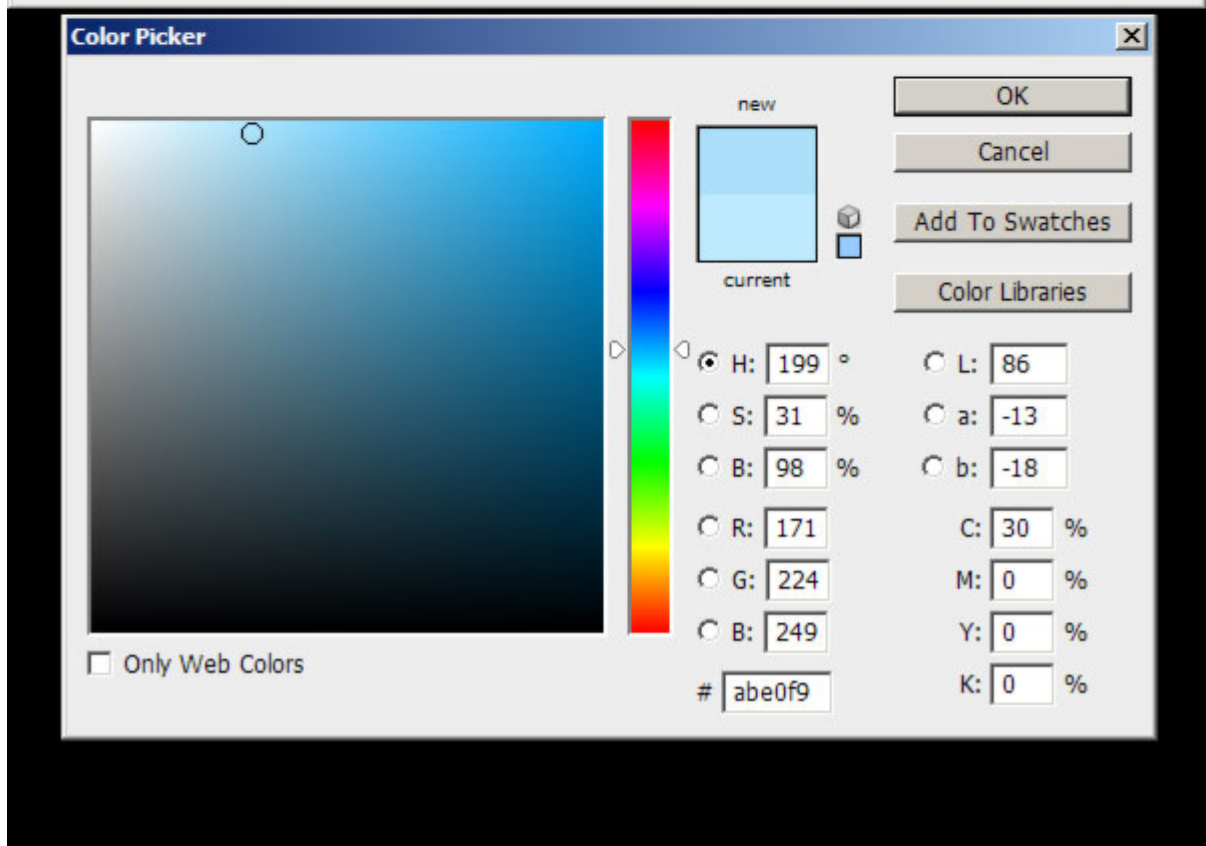 Color Picker
new
current
OK
Cancel
Add To Swatches
Color Libraries
H: 199 °
S: 31 %
B: 98 %
R: 171
G: 224
B: 249
# abe0f9
L: 86
a: -13
b: -18
C: 30 %
M: 0 %
Y: 0 %
K: 0 %
Only Web Colors